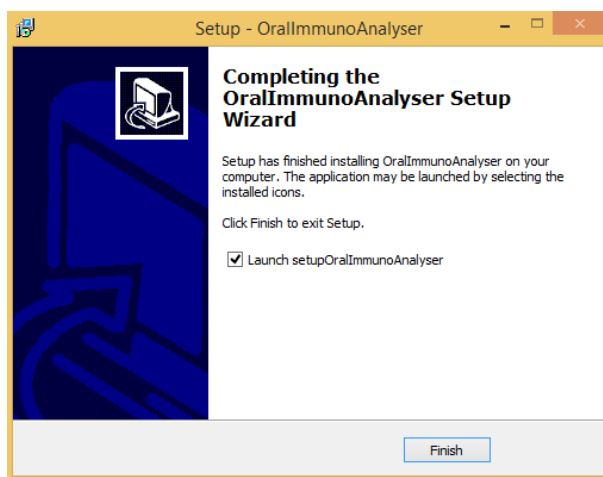 Setup - OralImmunoAnalyser
Completing the
OralImmunoAnalyser Setup
Wizard
Setup has finished installing OralImmunoAnalyser on your
computer. The application may be launched by selecting the
installed icons.
Click Finish to exit Setup.
Launch setupOralImmunoAnalyser
Finish